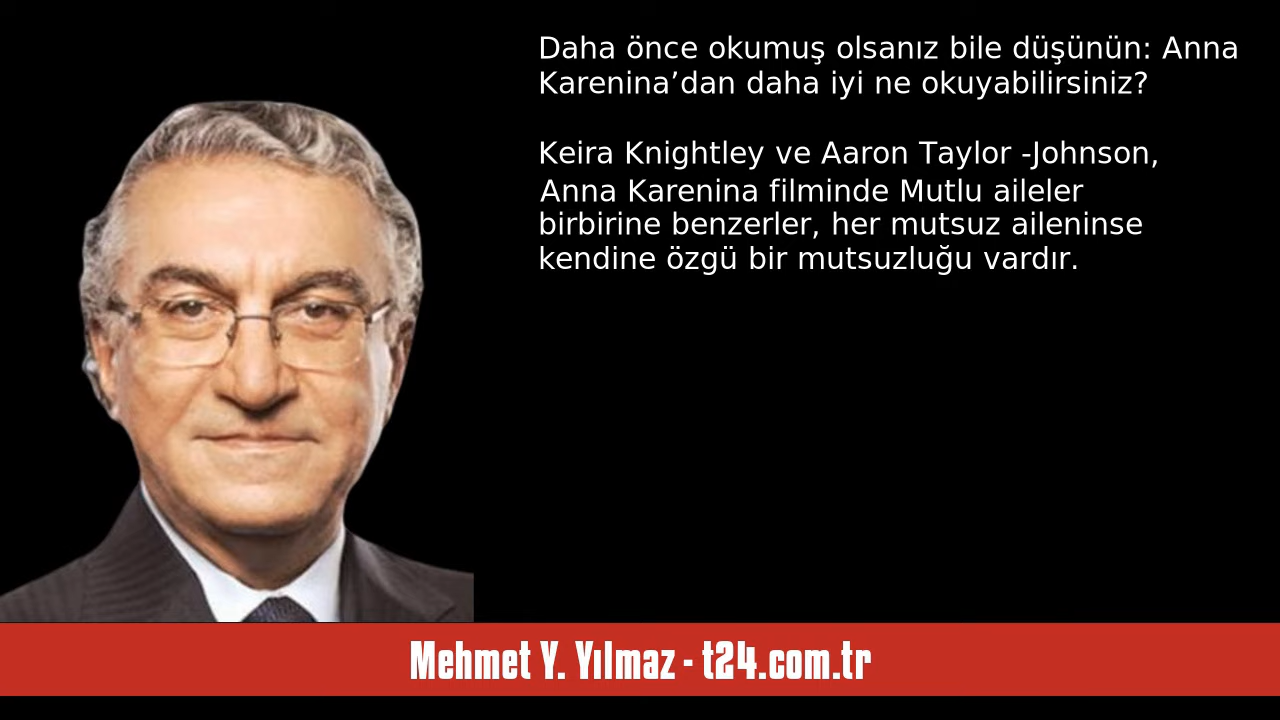 Daha önce okumuş olsanız bile düşünün: Anna
Karenina’dan daha iyi ne okuyabilirsiniz?
Keira Knightley ve Aaron Taylor -Johnson,
Anna Karenina filminde Mutlu aileler
birbirine benzerler, her mutsuz aileninse
kendine özgü bir mutsuzluğu vardır.
Mehmet Y. Yılmaz - t24.com.tr